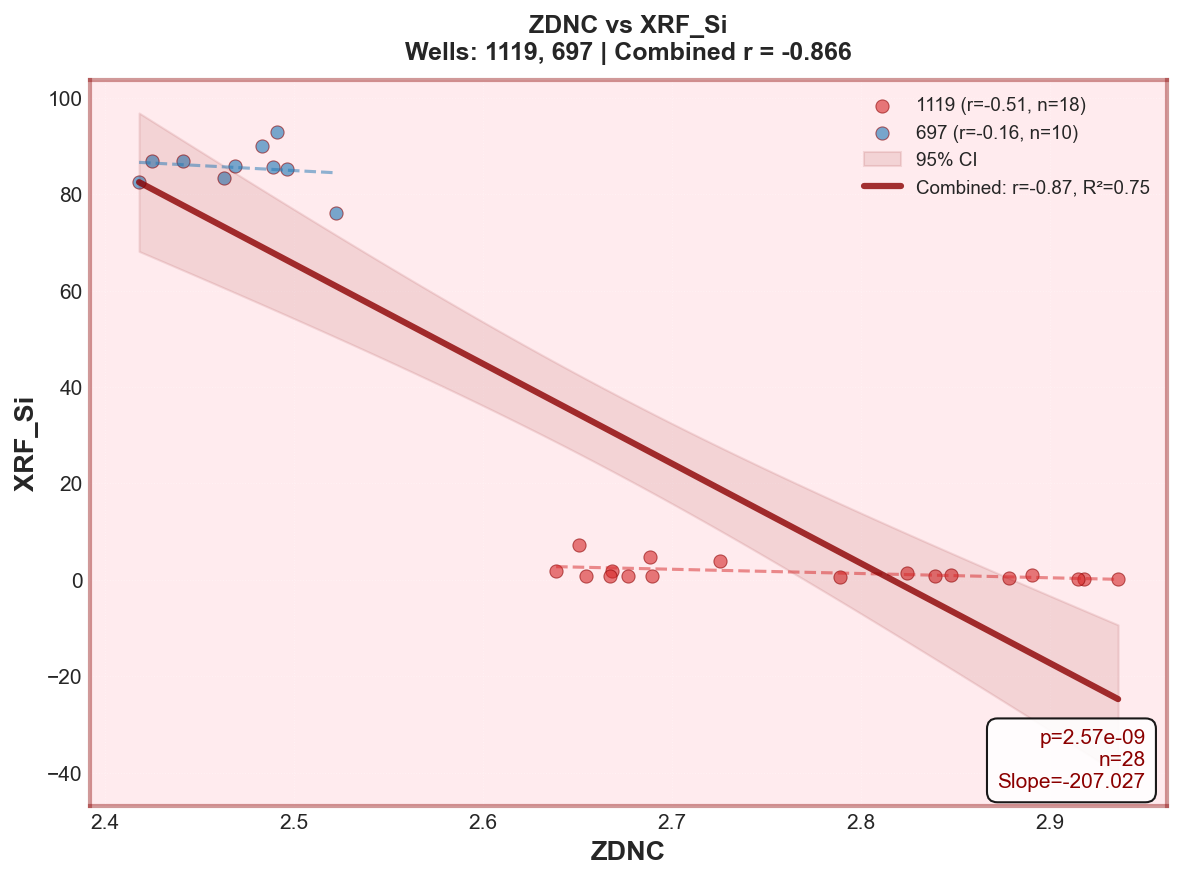 ZDNC vs XRF_Si
Wells: 1119, 697 | Combined r = -0.866
1119 (r=-0.51, n=18)
697 (r=-0.16, n=10)
95% CI
Combined: r=-0.87, R²=0.75
XRF_Si
100
80
60
40
20
0
−20
−40
p=2.57e-09
n=28
Slope=-207.027
2.4 2.5 2.6 2.7 2.8 2.9
ZDNC